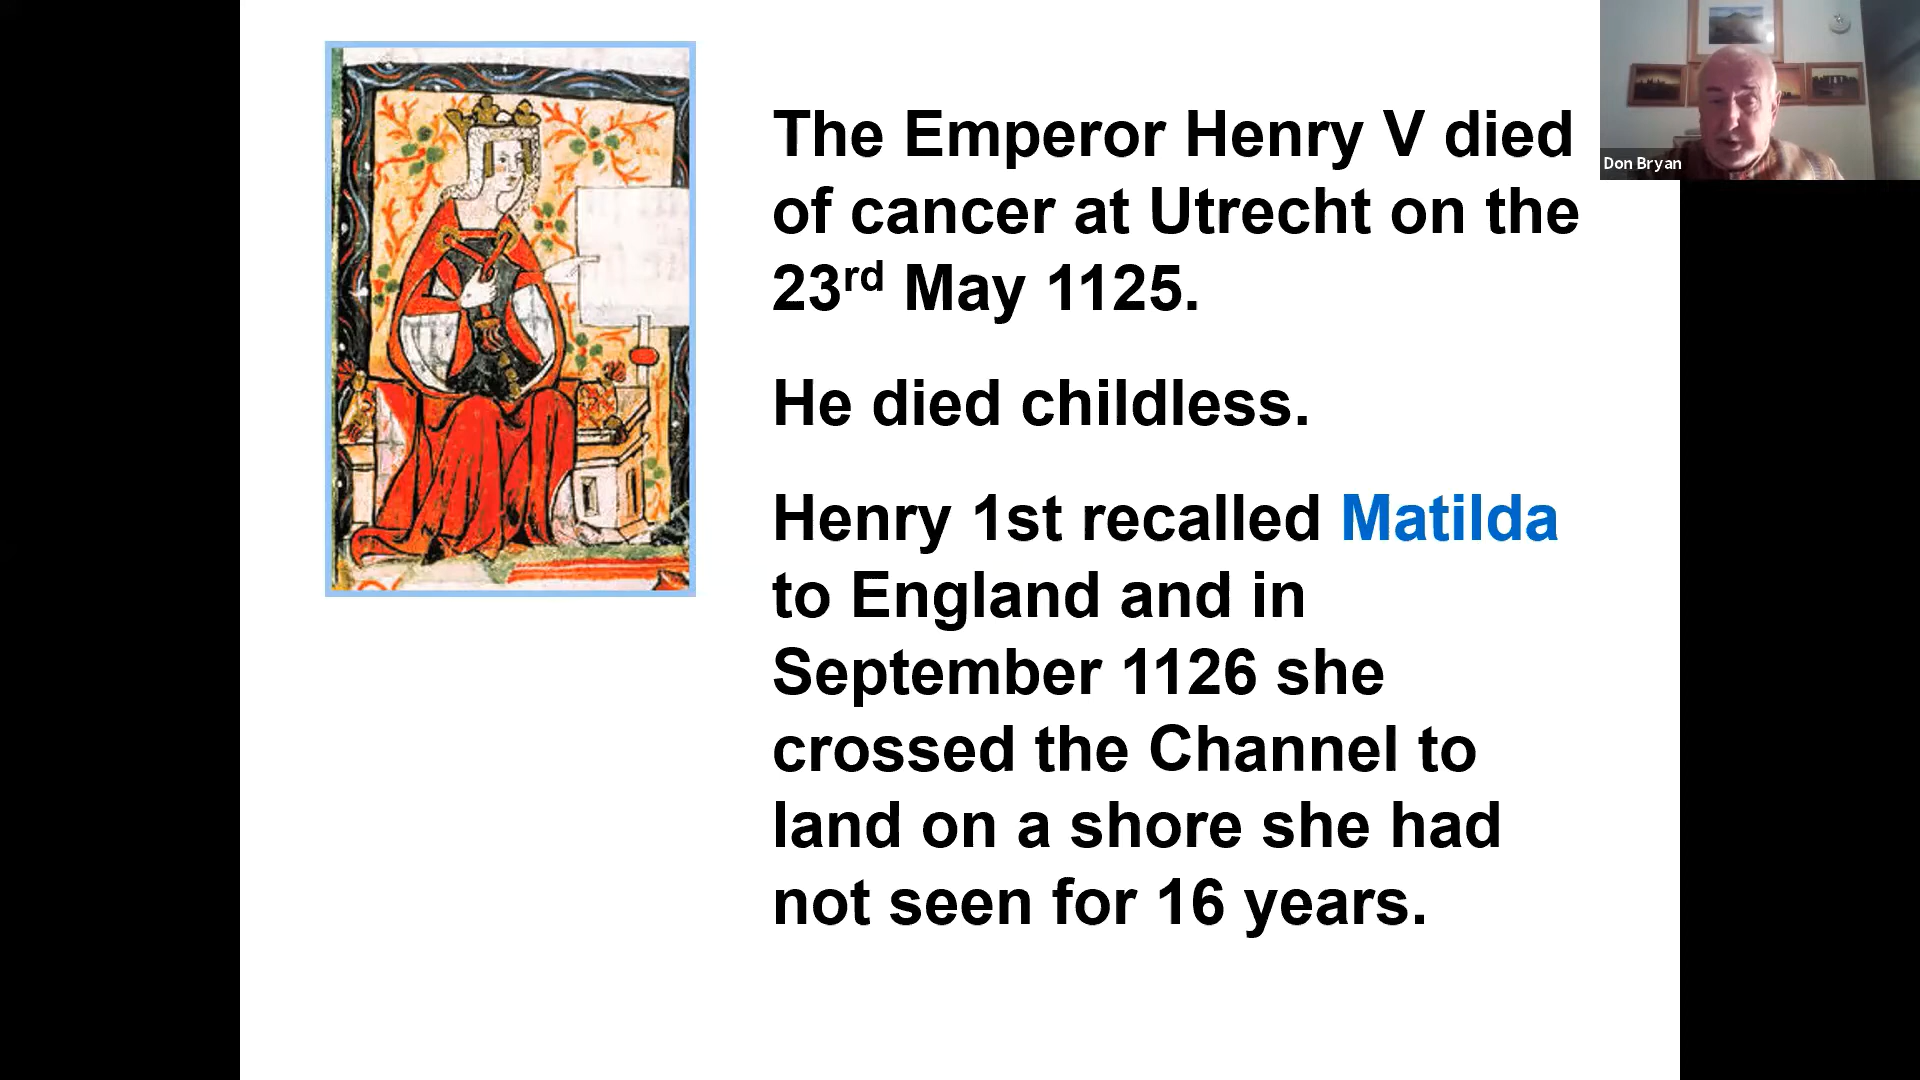 The Emperor Henry V died
of cancer at Utrecht on the
23rd May 1125.
He died childless.
Henry 1st recalled Matilda
to England and in
September 1126 she
crossed the Channel to
land on a shore she had
not seen for 16 years.
Don Bryan